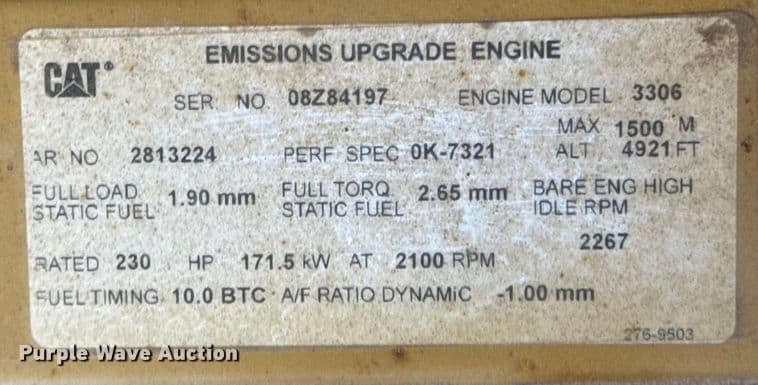 CAT®
EMISSIONS UPGRADE ENGINE
SER NO 08Z84197 ENGINE MODEL 3306
MAX 1500 M
AR NO 2813224 PERF SPEC 0K-7321 ALT 4921 FT
FULL LOAD 1.90 mm FULL TORQ 2.65 mm BARE ENG HIGH
STATIC FUEL STATIC FUEL IDLE RPM
2267
RATED 230 HP 171.5 kW AT 2100 RPM
FUEL TIMING 10.0 BTC A/F RATIO DYNAMiC -1.00 mm
276-9503
Purple Wave Auction